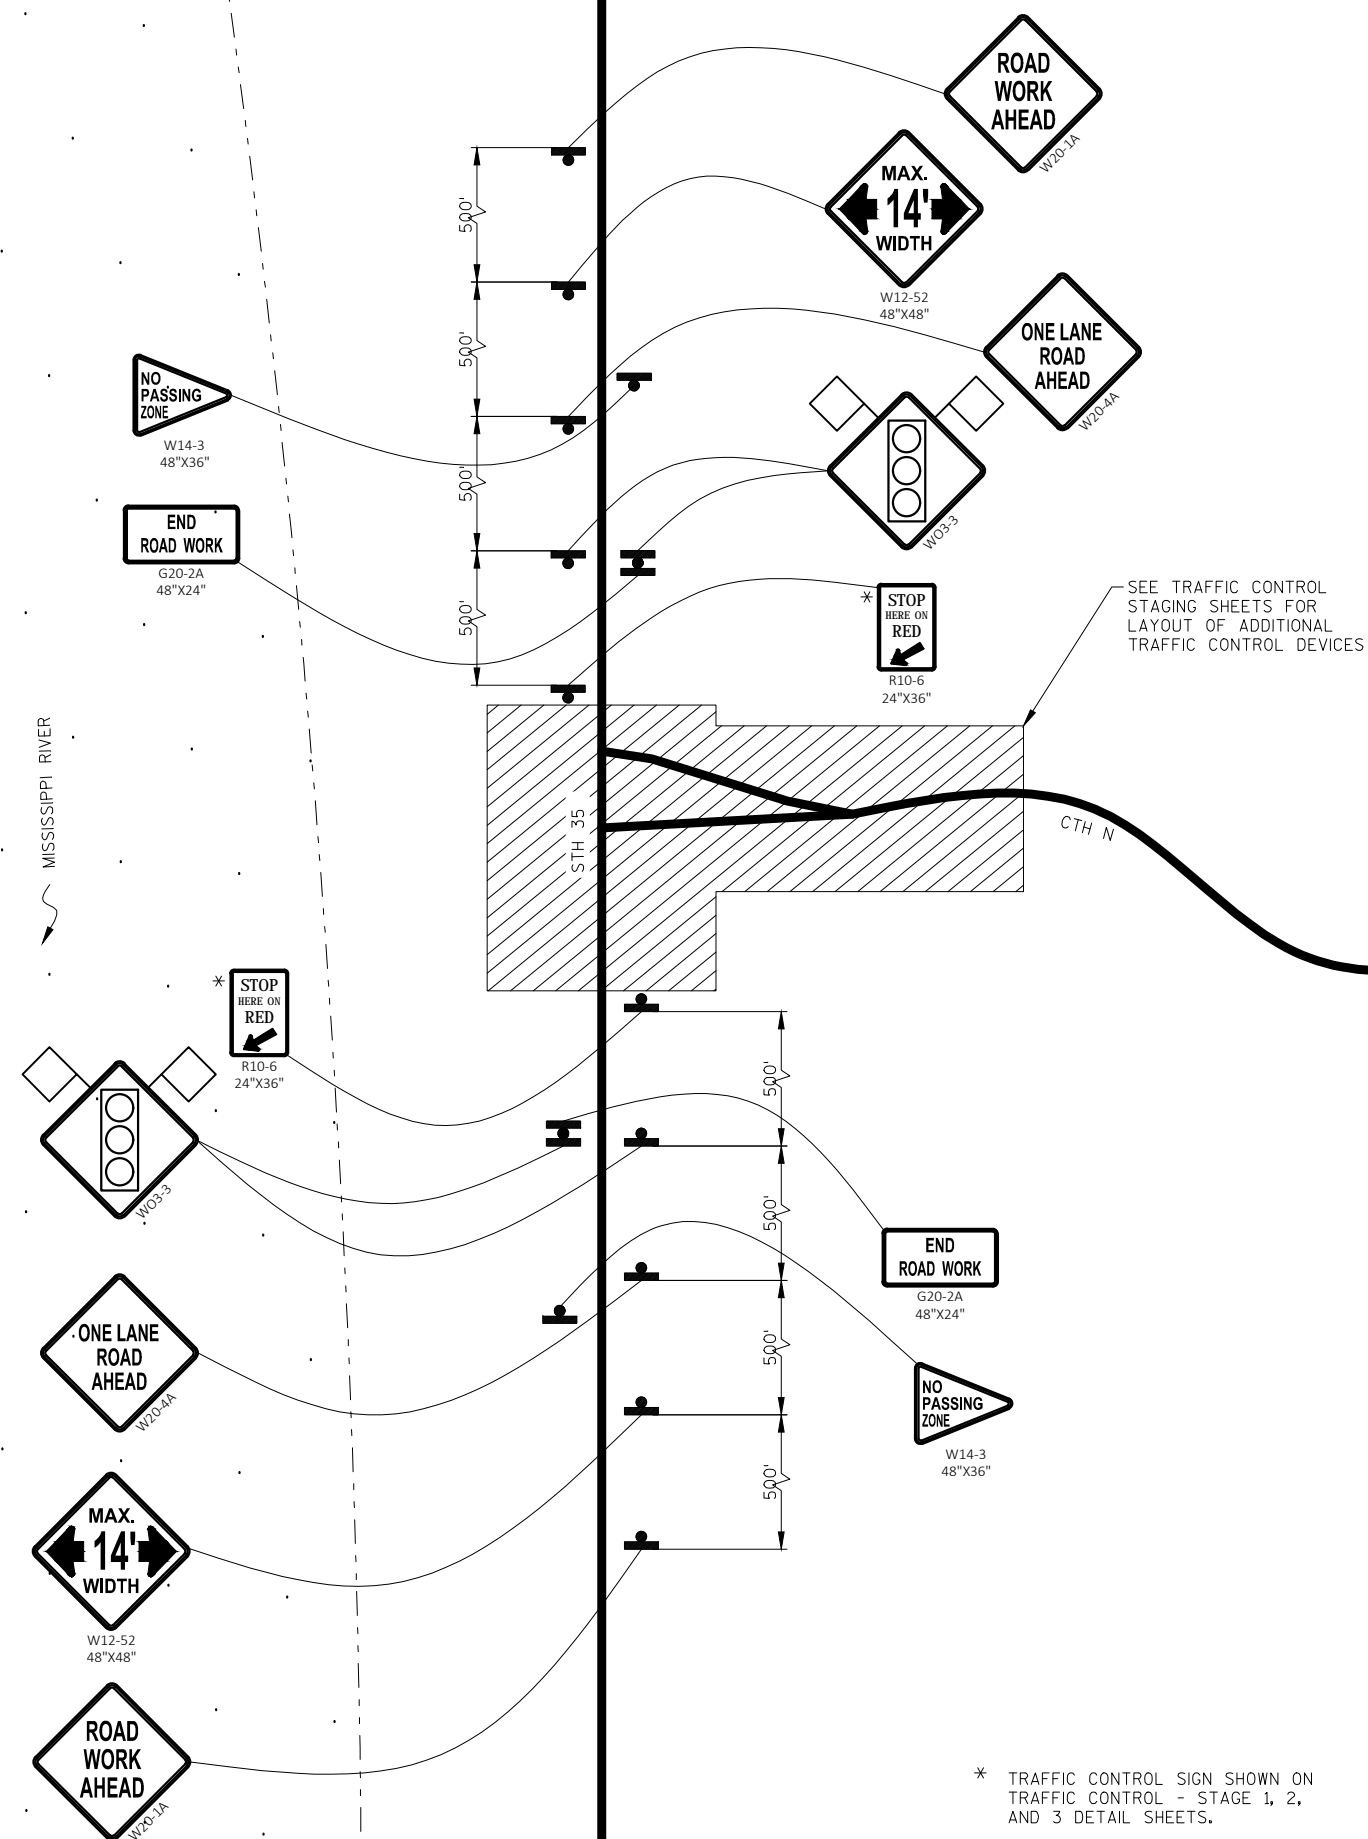 ROAD
WORK
AHEAD
W20-1A
MAX.
14'
WIDTH
W12-52
48"X48"
500'
ONE LANE
ROAD
AHEAD
W20-4A
500'
NO
PASSING
ZONE
W14-3
48"X36"
500'
WO3-3
END
ROAD WORK
G20-2A
48"X24"
500'
* STOP
HERE ON
RED
R10-6
24"X36"
SEE TRAFFIC CONTROL
STAGING SHEETS FOR
LAYOUT OF ADDITIONAL
TRAFFIC CONTROL DEVICES
MISSISSIPPI RIVER
STH 35
CTH N
* STOP
HERE ON
RED
R10-6
24"X36"
500'
WO3-3
500'
END
ROAD WORK
G20-2A
48"X24"
ONE LANE
ROAD
AHEAD
W20-4A
500'
NO
PASSING
ZONE
W14-3
48"X36"
500'
MAX.
14'
WIDTH
W12-52
48"X48"
ROAD
WORK
AHEAD
W20-1A
* TRAFFIC CONTROL SIGN SHOWN ON
TRAFFIC CONTROL - STAGE 1, 2,
AND 3 DETAIL SHEETS.